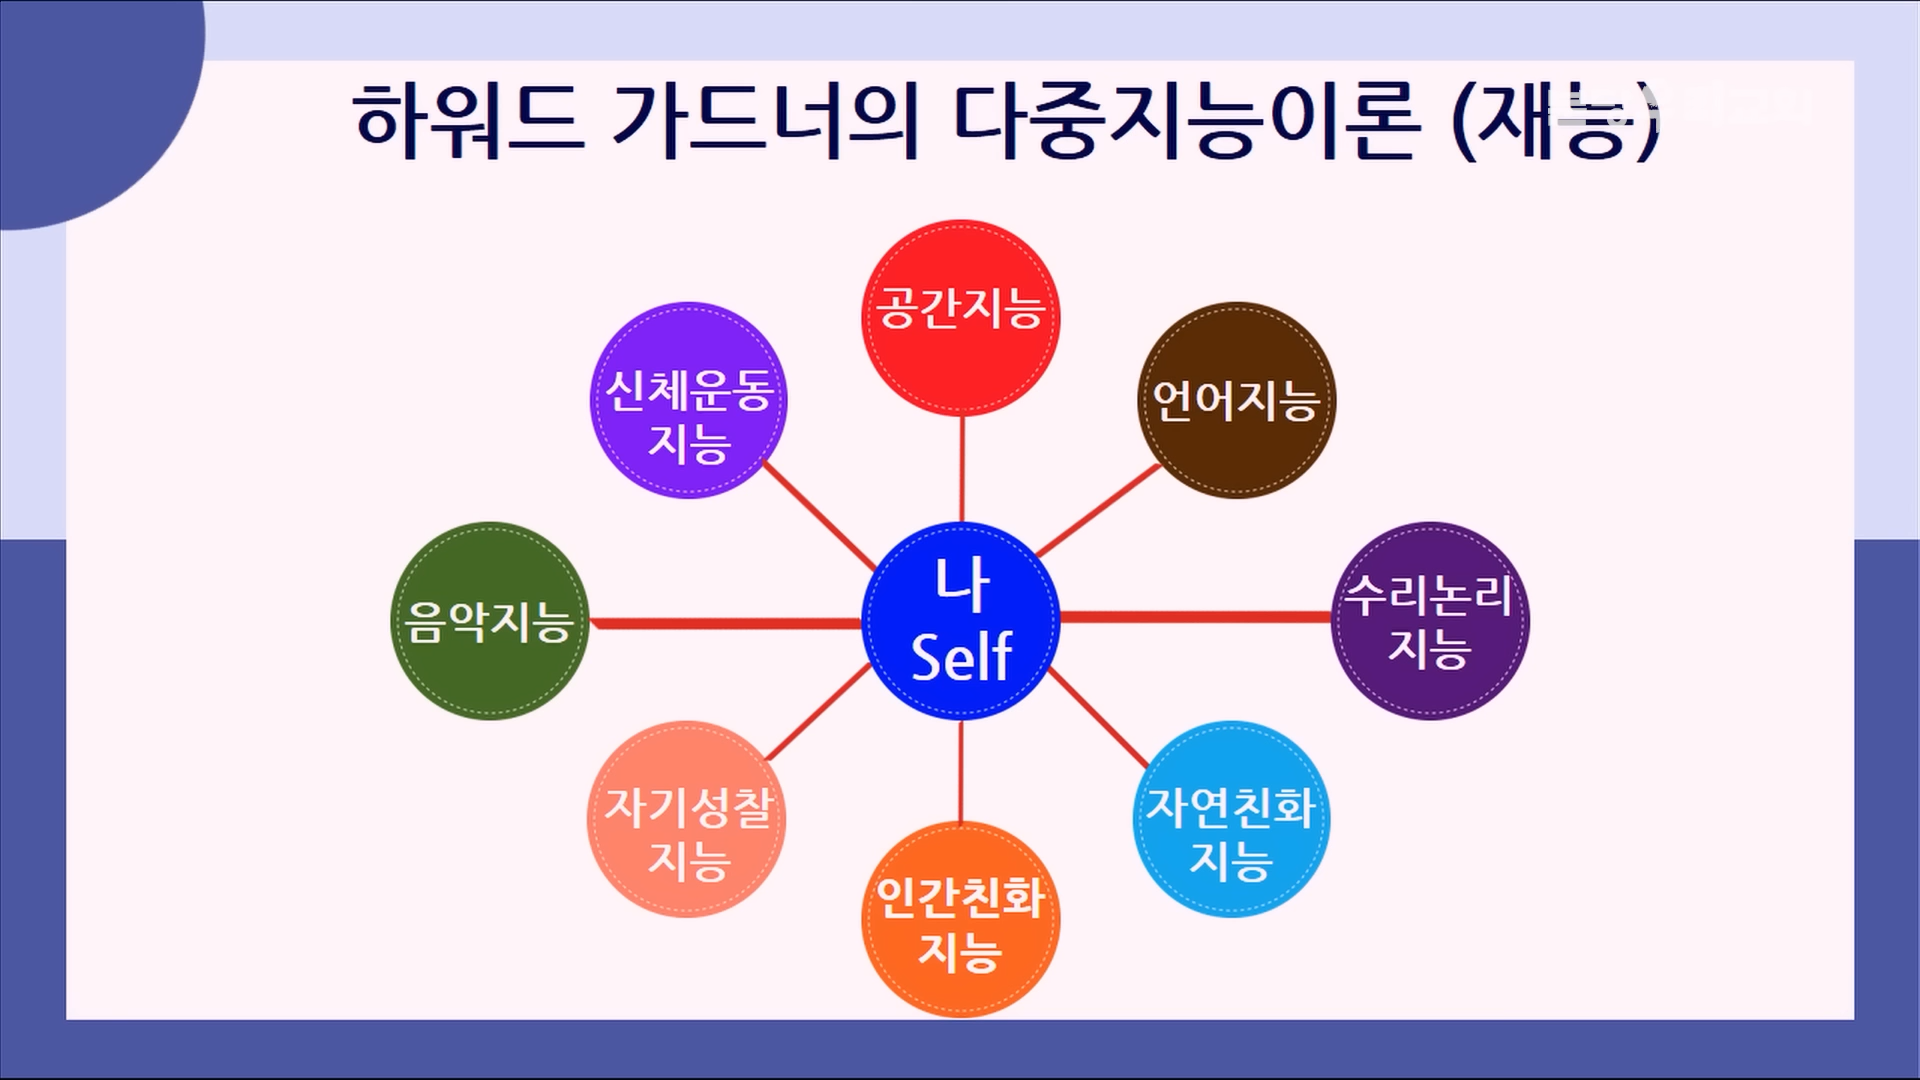 하워드 가드너의 다중지능이론 (재능)
공간지능
신체운동
지능
언어지능
음악지능
나
Self
수리논리
지능
자기성찰
지능
자연친화
지능
인간친화
지능